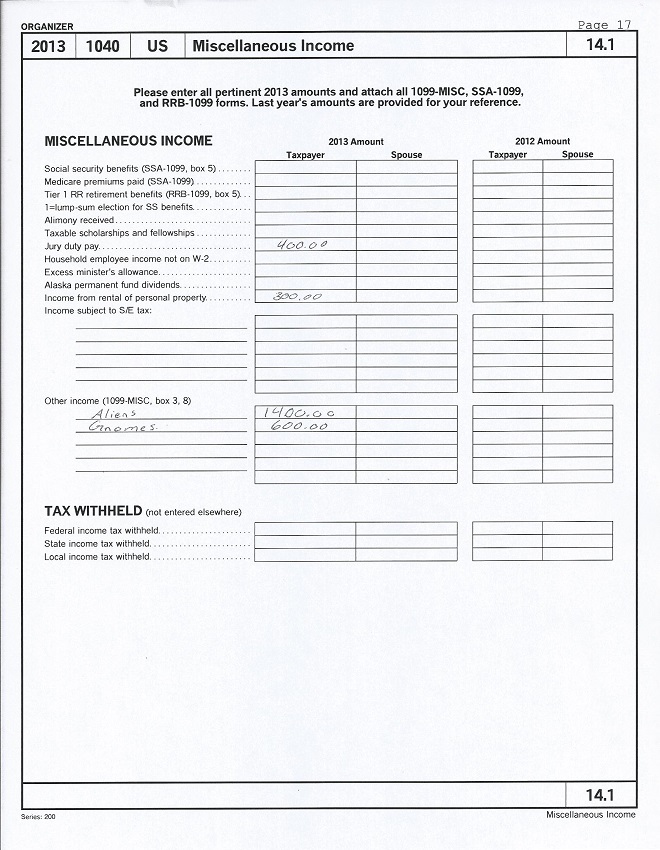 ORGANIZER Page 17
2013 1040 US Miscellaneous Income 14.1
Please enter all pertinent 2013 amounts and attach all 1099-MISC, SSA-1099,
and RRB-1099 forms. Last year's amounts are provided for your reference.
MISCELLANEOUS INCOME 2013 Amount 2012 Amount
Taxpayer Spouse Taxpayer Spouse
Social security benefits (SSA-1099, box 5)........
Medicare premiums paid (SSA-1099).............
Tier 1 RR retirement benefits (RRB-1099, box 5)...
1=lump-sum election for SS benefits.............
Alimony received...............................
Taxable scholarships and fellowships.............
Jury duty pay................................... 400.00
Household employee income not on W-2..........
Excess minister's allowance.....................
Alaska permanent fund dividends................
Income from rental of personal property.......... 300.00
Income subject to S/E tax:
Other income (1099-MISC, box 3, 8)
Aliens 1400.00
Gnomes. 600.00
TAX WITHHELD (not entered elsewhere)
Federal income tax withheld.....................
State income tax withheld.......................
Local income tax withheld.......................
14.1
Series: 200 Miscellaneous Income